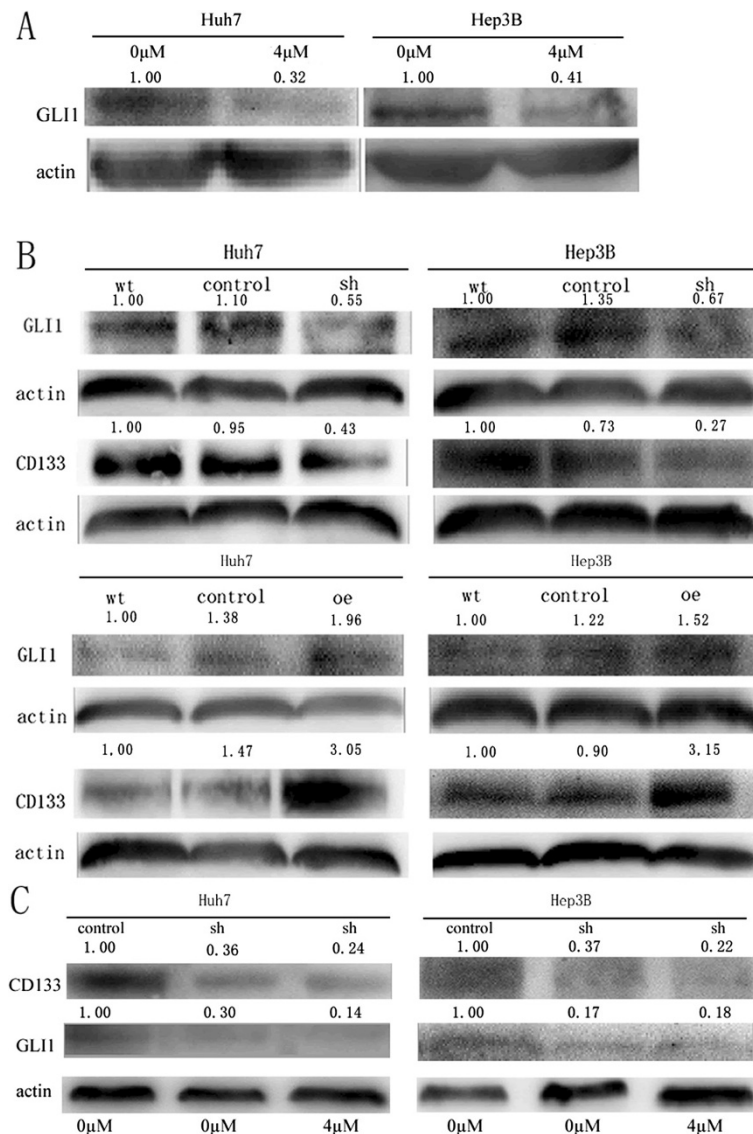 A
Huh7 Hep3B
0μM 4μM 0μM 4μM
1.00 0.32 1.00 0.41
GLI1
actin
B
Huh7 Hep3B
wt control sh wt control sh
1.00 1.10 0.55 1.00 1.35 0.67
GLI1
actin
1.00 0.95 0.43 1.00 0.73 0.27
CD133
actin
Huh7 Hep3B
wt control oe wt control oe
1.00 1.38 1.96 1.00 1.22 1.52
GLI1
actin
1.00 1.47 3.05 1.00 0.90 3.15
CD133
actin
C
Huh7 Hep3B
control sh sh control sh sh
1.00 0.36 0.24 1.00 0.37 0.22
CD133
1.00 0.30 0.14 1.00 0.17 0.18
GLI1
actin
0μM 0μM 4μM 0μM 0μM 4μM